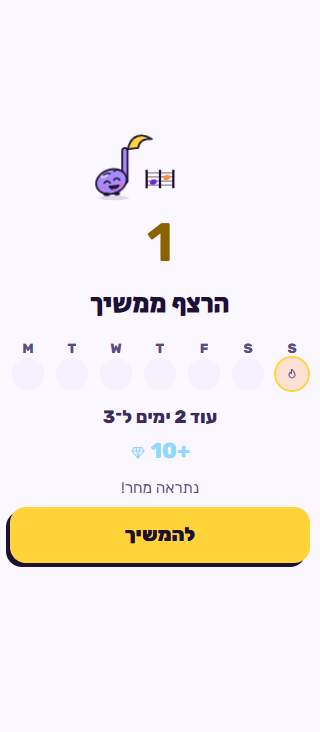 1
הרצף ממשיך
M T W T F S S
עוד 2 ימים ל־3
+10
נתראה מחר!
להמשיך